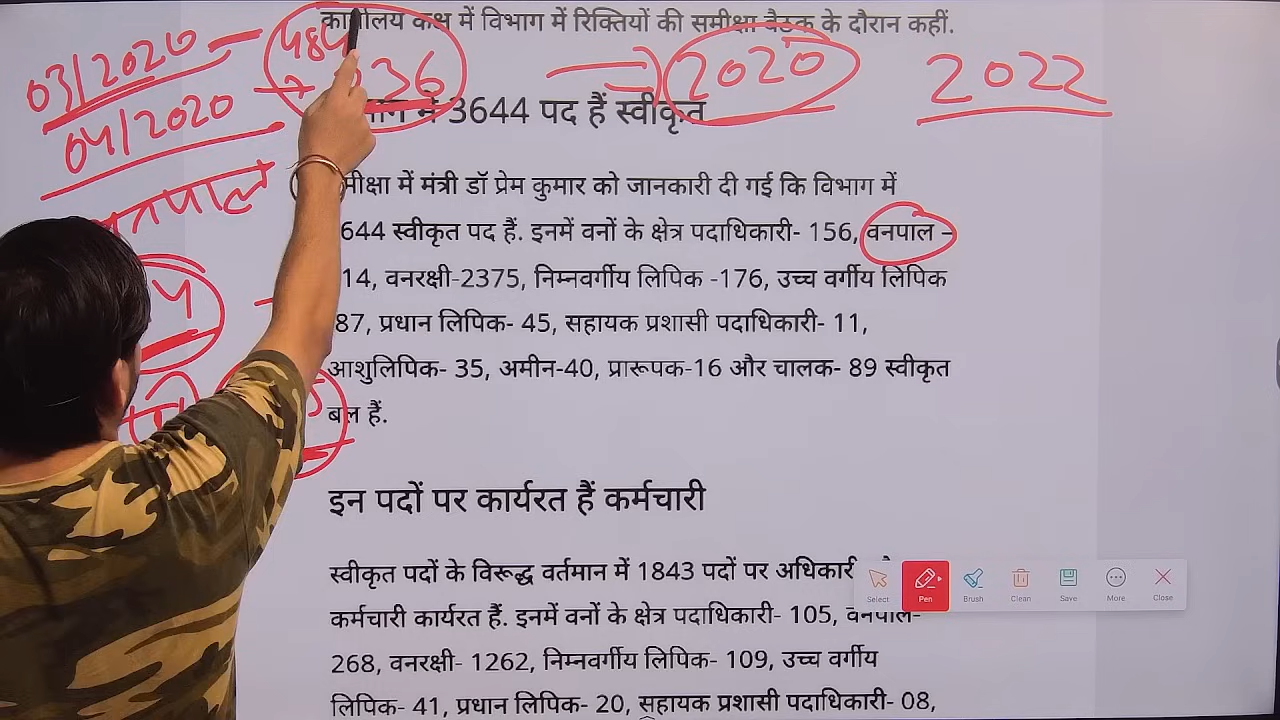 कार्यालय कक्ष में विभाग में रिक्तियों की समीक्षा बैठक के दौरान कहीं.
03/2020
484
236
2020
2022
04/2020
में 3644 पद हैं स्वीकृत
मीक्षा में मंत्री डॉ प्रेम कुमार को जानकारी दी गई कि विभाग में
644 स्वीकृत पद हैं. इनमें वनों के क्षेत्र पदाधिकारी- 156, वनपाल –
14, वनरक्षी-2375, निम्नवर्गीय लिपिक -176, उच्च वर्गीय लिपिक
87, प्रधान लिपिक- 45, सहायक प्रशासी पदाधिकारी- 11,
आशुलिपिक- 35, अमीन-40, प्रारूपक-16 और चालक- 89 स्वीकृत
बल हैं.
इन पदों पर कार्यरत हैं कर्मचारी
स्वीकृत पदों के विरूद्ध वर्तमान में 1843 पदों पर
कर्मचारी कार्यरत हैं. इनमें वनों के क्षेत्र पदाधिकारी- 105, वनपाल-
268, वनरक्षी- 1262, निम्नवर्गीय लिपिक- 109, उच्च वर्गीय
लिपिक- 41, प्रधान लिपिक- 20, सहायक प्रशासी पदाधिकारी- 08,
Select Pen Brush Clean Save More Close